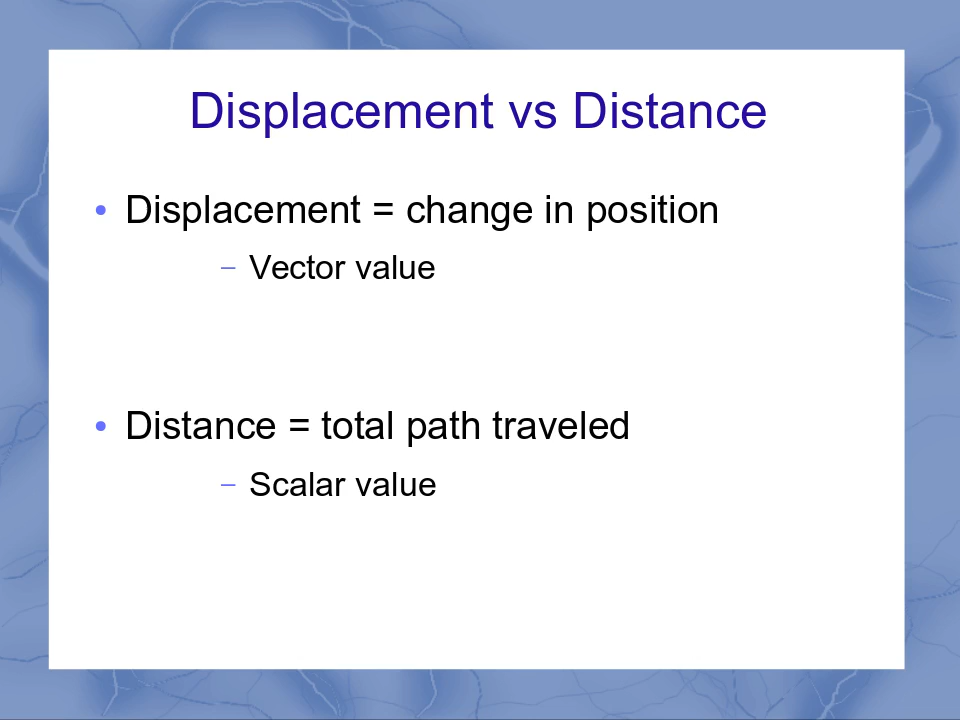 Displacement vs Distance
• Displacement = change in position
– Vector value
• Distance = total path traveled
– Scalar value